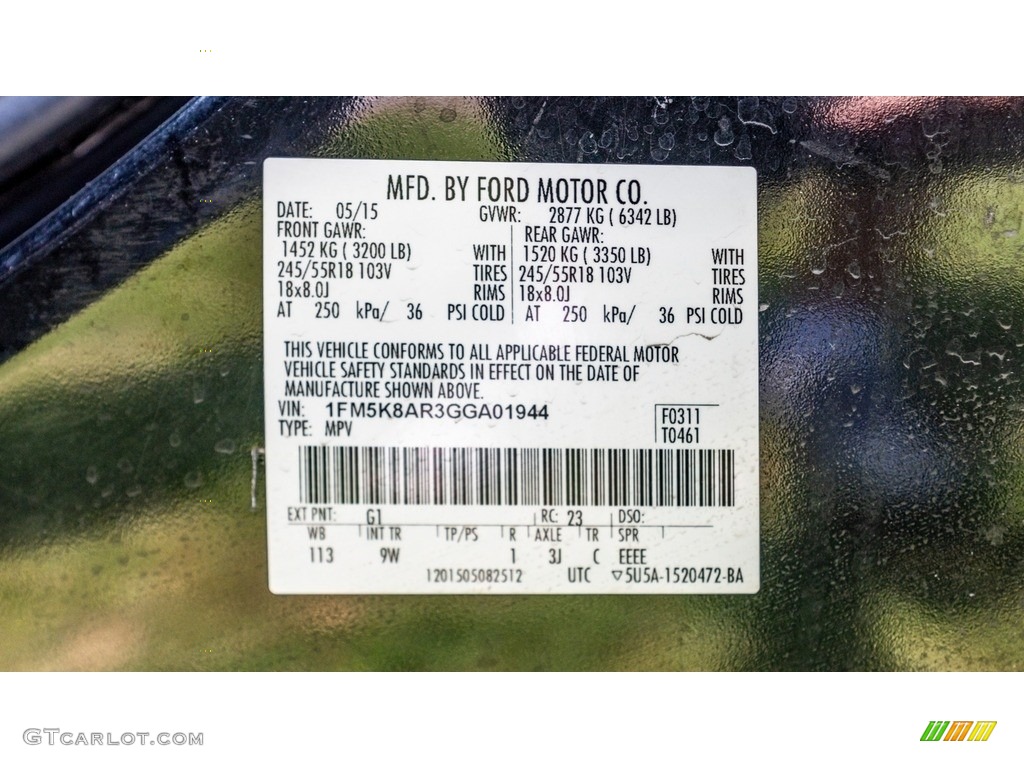 MFD. BY FORD MOTOR CO.
DATE: 05/15 GVWR: 2877 KG ( 6342 LB)
FRONT GAWR: REAR GAWR:
1452 KG ( 3200 LB) WITH 1520 KG ( 3350 LB) WITH
245/55R18 103V TIRES 245/55R18 103V TIRES
18x8.0J RIMS 18x8.0J RIMS
AT 250 kPa/ 36 PSI COLD AT 250 kPa/ 36 PSI COLD
THIS VEHICLE CONFORMS TO ALL APPLICABLE FEDERAL MOTOR
VEHICLE SAFETY STANDARDS IN EFFECT ON THE DATE OF
MANUFACTURE SHOWN ABOVE.
VIN: 1FM5K8AR3GGA01944 F0311
TYPE: MPV T0461
EXT PNT: G1 RC: 23 DSO:
WB INT TR TP/PS R AXLE TR SPR
113 9W 1 3J C EEEE
1201505082512 UTC ▽5U5A-1520472-BA
GTCARLOT.COM